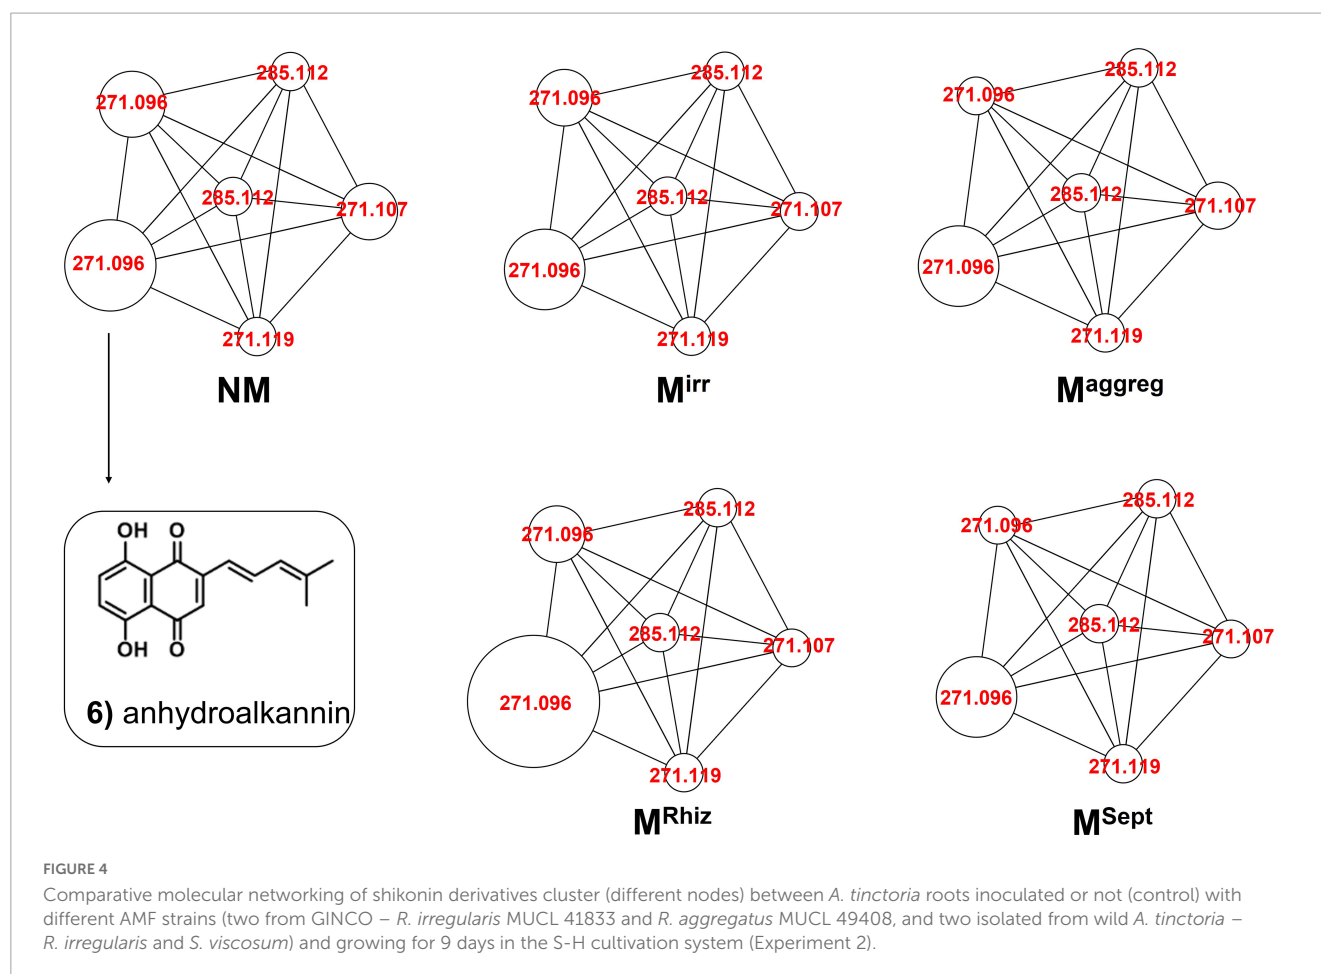 285.112
271.096
285.112
271.107
271.096
271.119
NM
285.112
271.096
285.112
271.107
271.096
271.119
Mirr
285.112
271.096
285.112
271.107
271.096
271.119
Maggreg
OH O
OH O
6) anhydroalkannin
285.112
271.096
285.112
271.107
271.096
271.119
MRhiz
285.112
271.096
285.112
271.107
271.096
271.119
MSept
FIGURE 4
Comparative molecular networking of shikonin derivatives cluster (different nodes) between A. tinctoria roots inoculated or not (control) with
different AMF strains (two from GINCO – R. irregularis MUCL 41833 and R. aggregatus MUCL 49408, and two isolated from wild A. tinctoria –
R. irregularis and S. viscosum) and growing for 9 days in the S-H cultivation system (Experiment 2).